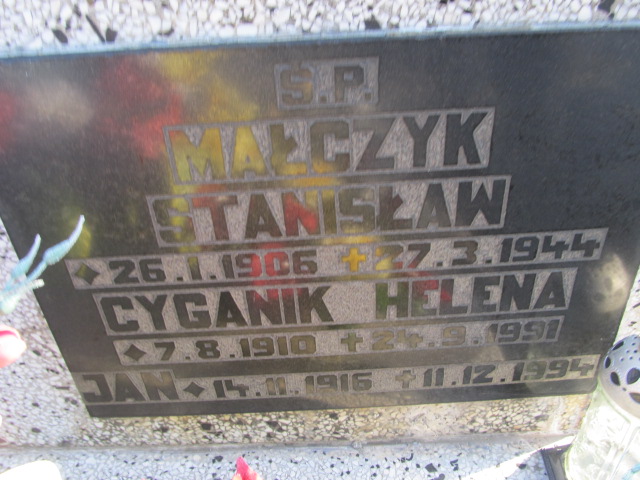 Ś.P.
MAŁCZYK
STANISŁAW
26.1.1906 27.3.1944
CYGANIK HELENA
7.8.1910 24.9.1991
JAN 14.11.1916 11.12.1994